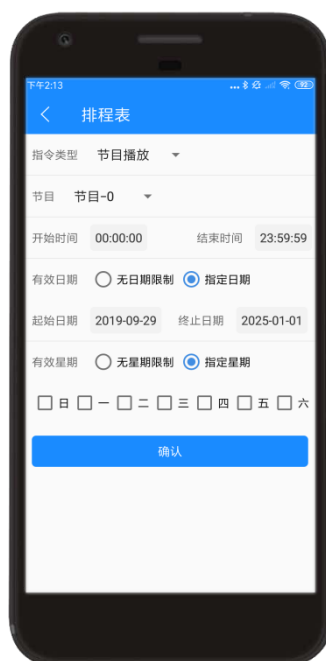 下午2:13 ... 92
排程表
指令类型 节目播放
节目 节目-0
开始时间 00:00:00 结束时间 23:59:59
有效日期 无日期限制 指定日期
起始日期 2019-09-29 终止日期 2025-01-01
有效星期 无星期限制 指定星期
日 一 二 三 四 五 六
确认